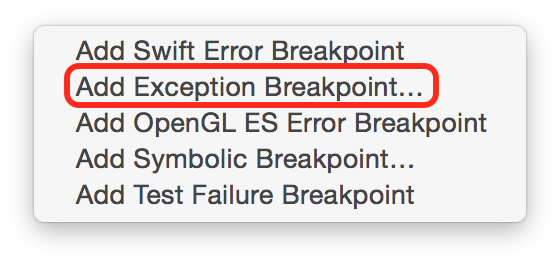 Add Swift Error Breakpoint
Add Exception Breakpoint...
Add OpenGL ES Error Breakpoint
Add Symbolic Breakpoint...
Add Test Failure Breakpoint